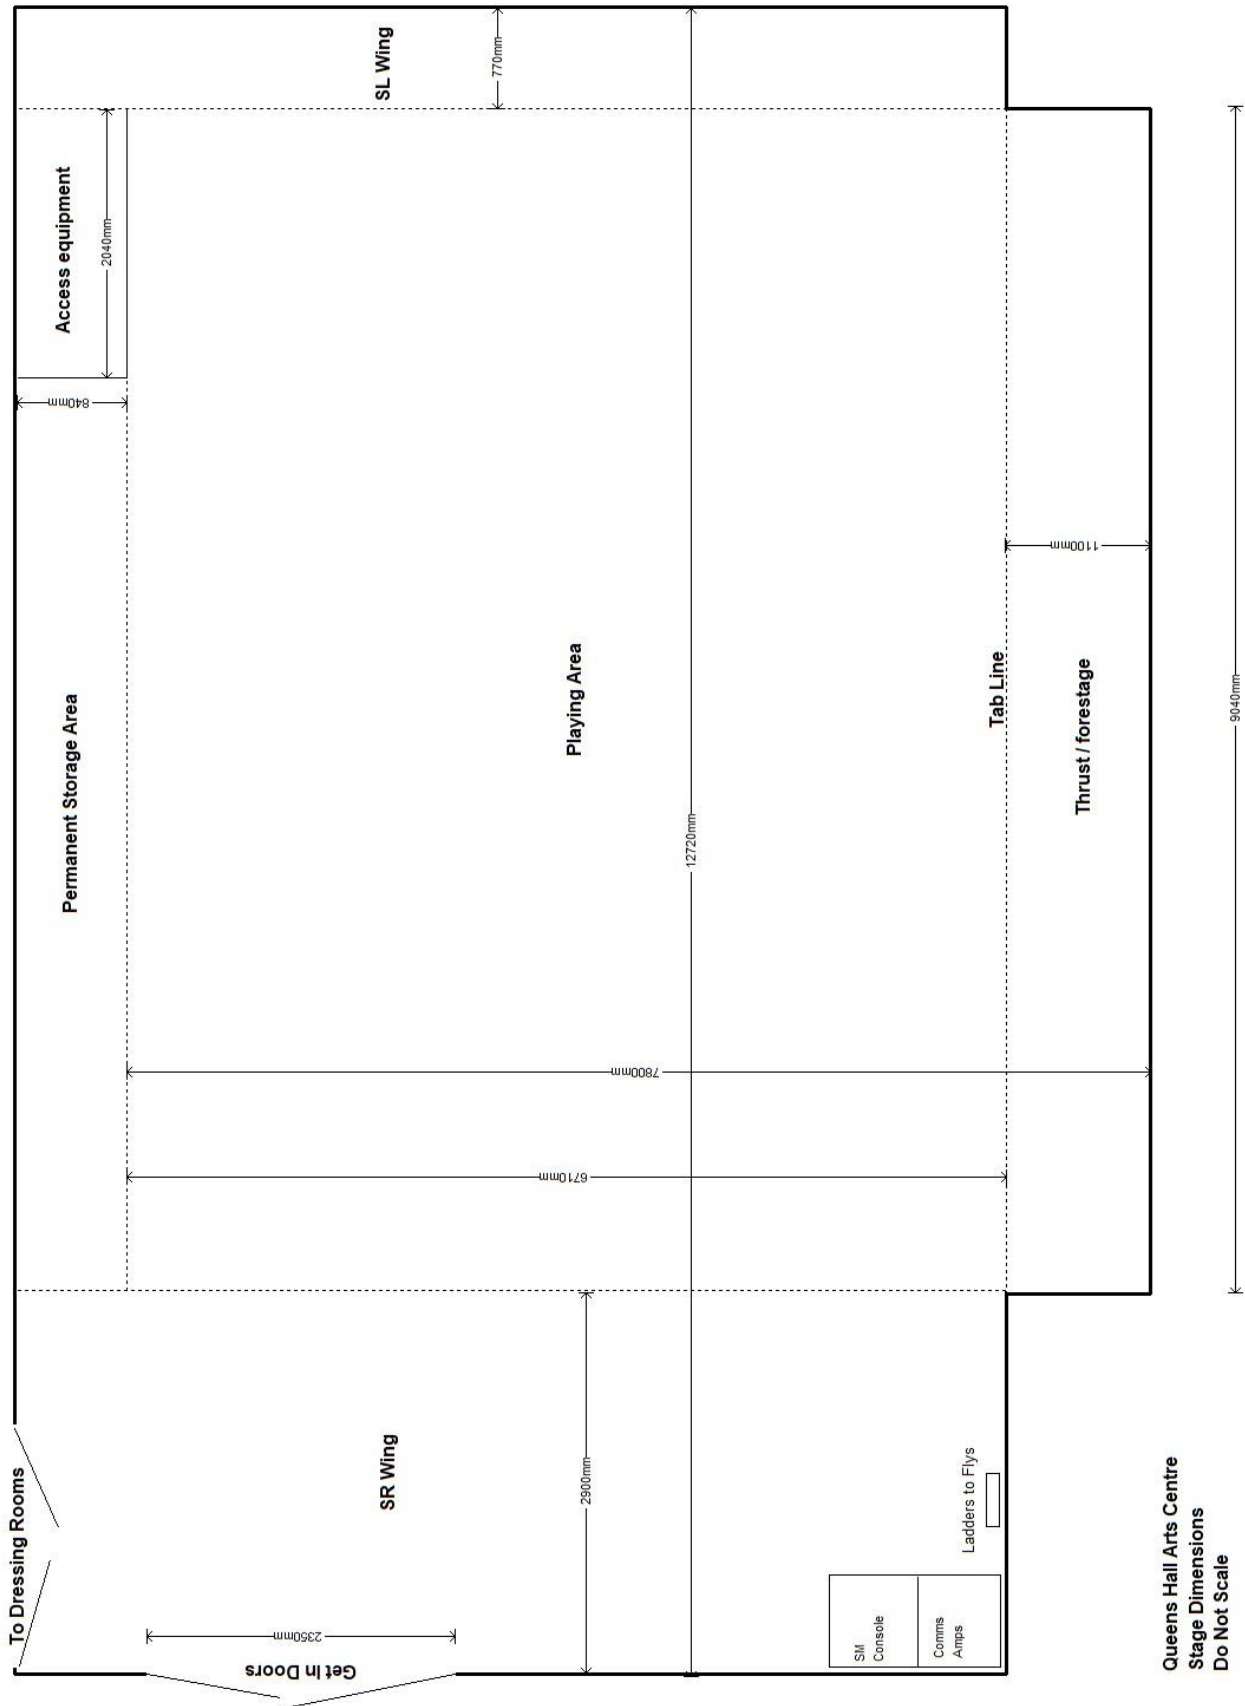 To Dressing Rooms
Get In Doors
2350mm
SR Wing
2900mm
SM
Console
Comms
Amps
Ladders to Flys
Permanent Storage Area
840mm
Access equipment
2040mm
SL Wing
770mm
Playing Area
12720mm
6710mm
7800mm
Tab Line
Thrust / forestage
1100mm
9040mm
Queens Hall Arts Centre
Stage Dimensions
Do Not Scale